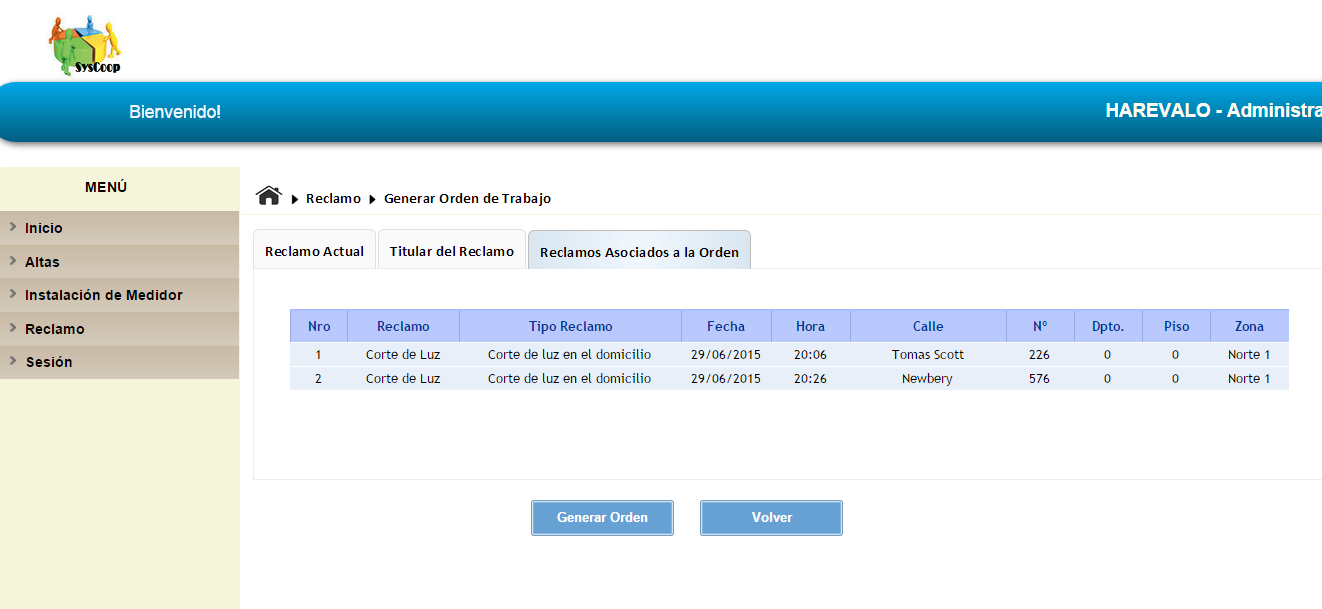 SysCoop
Bienvenido!
HAREVALO - Administra
MENÚ
Inicio
Altas
Instalación de Medidor
Reclamo
Sesión
Reclamo Generar Orden de Trabajo
Reclamo Actual Titular del Reclamo Reclamos Asociados a la Orden
Nro Reclamo Tipo Reclamo Fecha Hora Calle N° Dpto. Piso Zona
1 Corte de Luz Corte de luz en el domicilio 29/06/2015 20:06 Tomas Scott 226 0 0 Norte 1
2 Corte de Luz Corte de luz en el domicilio 29/06/2015 20:26 Newbery 576 0 0 Norte 1
Generar Orden Volver